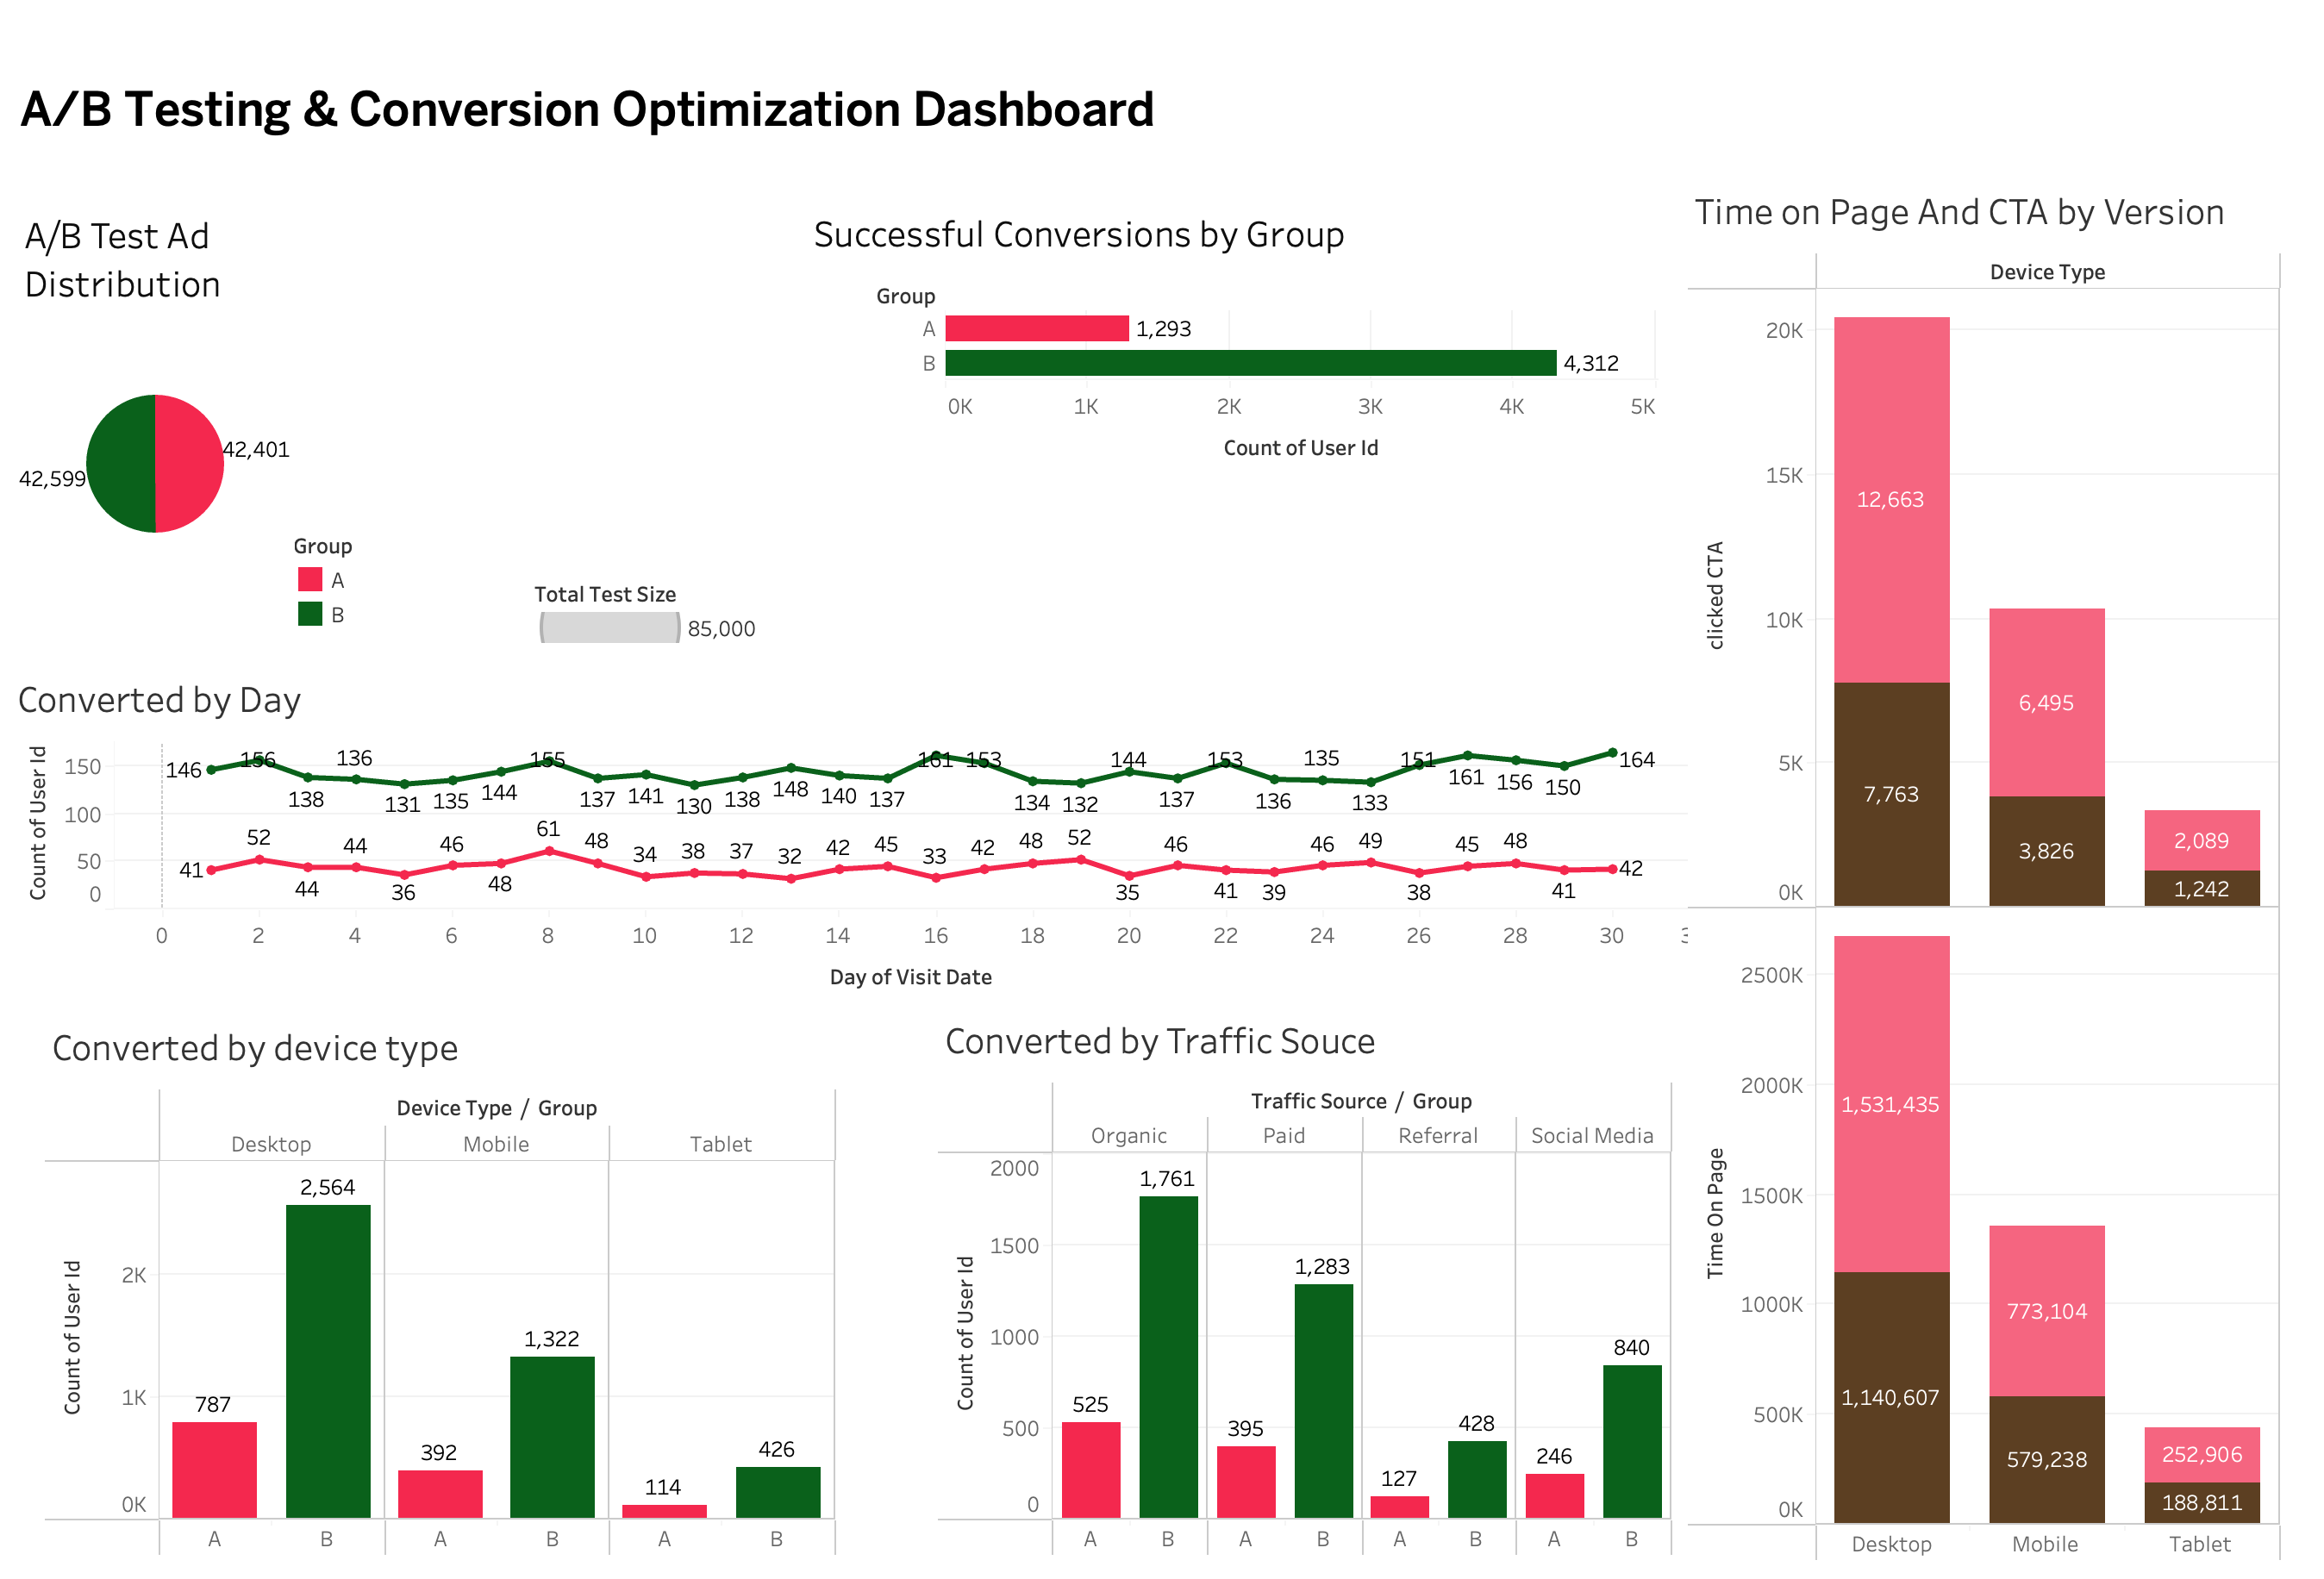 A/B Testing & Conversion Optimization Dashboard
A/B Test Ad
Distribution
42,401
42,599
Group
A
B
Total Test Size
85,000
Successful Conversions by Group
Group
A
1,293
B
4,312
0K 1K 2K 3K 4K 5K
Count of User Id
Converted by Day
Count of User Id
150
100
50
0
146 156 138 136 131 135 144 155 137 141 130 138 148 140 137 161 153 134 132 144 137 153 136 135 133 151 161 156 150 164
41 52 44 44 36 46 48 61 48 34 38 37 32 42 45 33 42 48 52 35 46 41 39 46 49 38 45 48 41 42
0 2 4 6 8 10 12 14 16 18 20 22 24 26 28 30
Day of Visit Date
Converted by device type
Device Type / Group
Desktop Mobile Tablet
Count of User Id
2K
1K
0K
787 2,564 392 1,322 114 426
A B A B A B
Converted by Traffic Souce
Traffic Source / Group
Organic Paid Referral Social Media
Count of User Id
2000
1500
1000
500
0
525 1,761 395 1,283 127 428 246 840
A B A B A B A B
Time on Page And CTA by Version
Device Type
clicked CTA
20K
15K
10K
5K
0K
12,663 6,495 2,089
7,763 3,826 1,242
Time On Page
2500K
2000K
1500K
1000K
500K
0K
1,531,435 773,104 252,906
1,140,607 579,238 188,811
Desktop Mobile Tablet